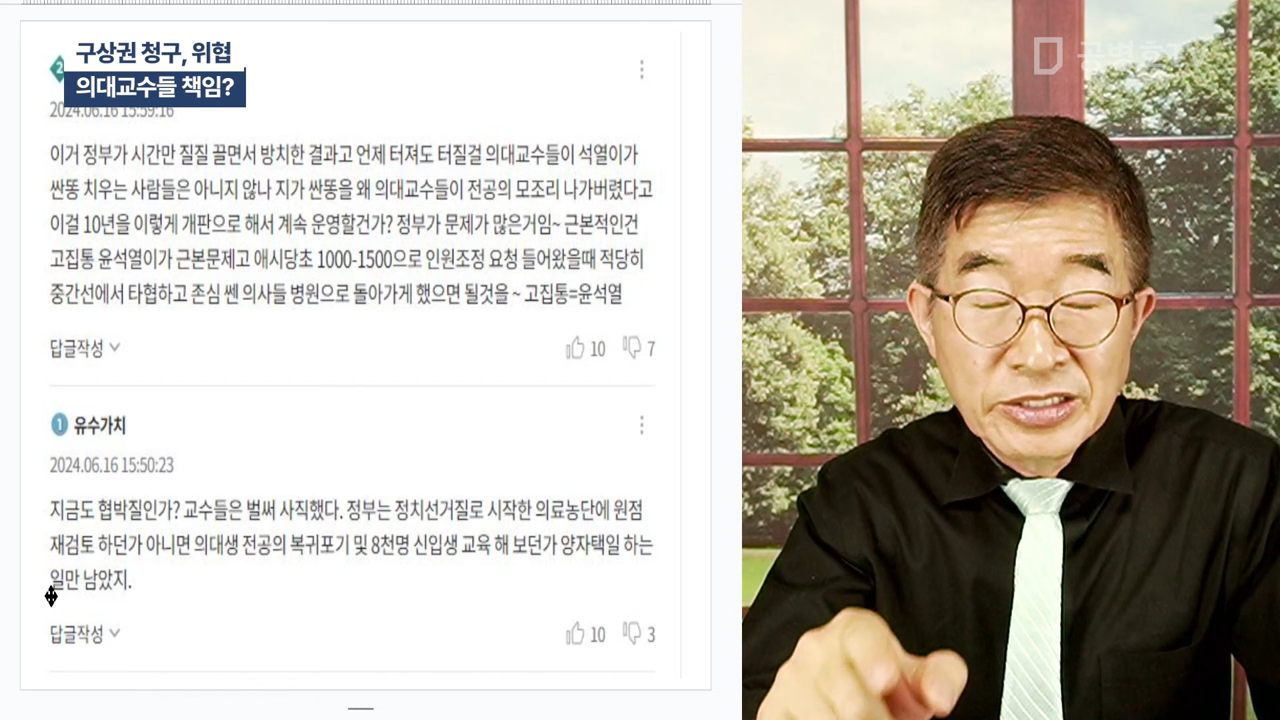 구상권 청구, 위협
의대교수들 책임?
2
2024.06.16 15:59:16
이거 정부가 시간만 질질 끌면서 방치한 결과고 언제 터져도 터질걸 의대교수들이 석열이가
싼똥 치우는 사람들은 아니지 않나 지가 싼똥을 왜 의대교수들이 전공의 모조리 나가버렸다고
이걸 10년을 이렇게 개판으로 해서 계속 운영할건가? 정부가 문제가 많은거임~ 근본적인건
고집통 윤석열이가 근본문제고 애시당초 1000-1500으로 인원조정 요청 들어왔을때 적당히
중간선에서 타협하고 존심 쎈 의사들 병원으로 돌아가게 했으면 될것을 ~ 고집통=윤석열
답글작성
10
7
1 유수가치
2024.06.16 15:50:23
지금도 협박질인가? 교수들은 벌써 사직했다. 정부는 정치선거질로 시작한 의료농단에 원점
재검토 하던가 아니면 의대생 전공의 복귀포기 및 8천명 신입생 교육 해 보던가 양자택일 하는
일만 남았지.
답글작성
10
3